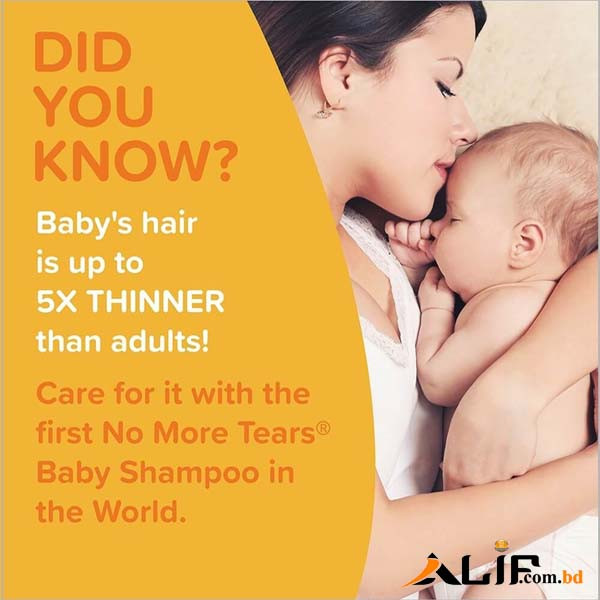 DID
YOU
KNOW?
Baby's hair
is up to
5X THINNER
than adults!
Care for it with the
first No More Tears®
Baby Shampoo in
the World.
ALIF.com.bd